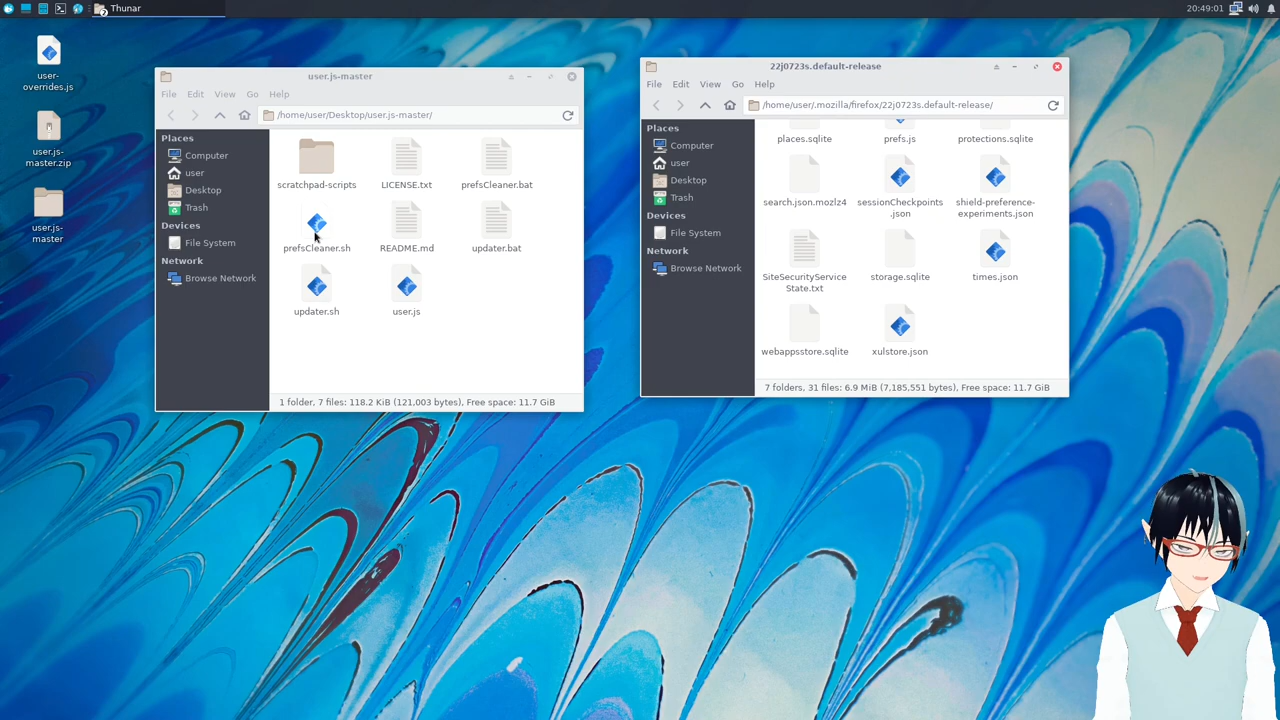 Thunar
20:49:01
user-
overrides.js
user.js-
master.zip
user.js-
master
user.js-master
File Edit View Go Help
/home/user/Desktop/user.js-master/
Places
Computer
user
Desktop
Trash
Devices
File System
Network
Browse Network
scratchpad-scripts
LICENSE.txt
prefsCleaner.bat
prefsCleaner.sh
README.md
updater.bat
updater.sh
user.js
1 folder, 7 files: 118.2 KiB (121,003 bytes), Free space: 11.7 GiB
22j0723s.default-release
File Edit View Go Help
/home/user/.mozilla/firefox/22j0723s.default-release/
Places
Computer
user
Desktop
Trash
Devices
File System
Network
Browse Network
places.sqlite
prefs.js
protections.sqlite
search.json.mozlz4
sessionCheckpoints
.json
shield-preference-
experiments.json
SiteSecurityService
State.txt
storage.sqlite
times.json
webappsstore.sqlite
xulstore.json
7 folders, 31 files: 6.9 MiB (7,185,551 bytes), Free space: 11.7 GiB